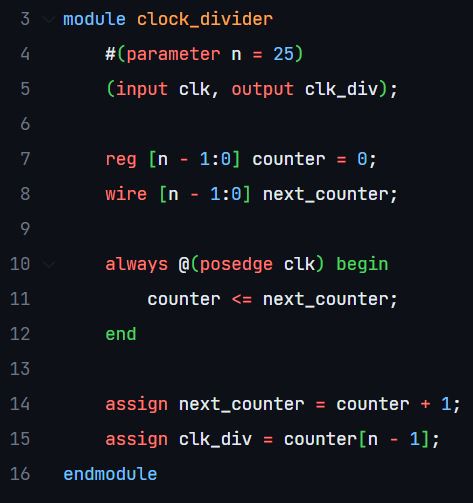 3 module clock_divider
4     #(parameter n = 25)
5     (input clk, output clk_div);
6
7     reg [n - 1:0] counter = 0;
8     wire [n - 1:0] next_counter;
9
10     always @(posedge clk) begin
11         counter <= next_counter;
12     end
13
14     assign next_counter = counter + 1;
15     assign clk_div = counter[n - 1];
16 endmodule